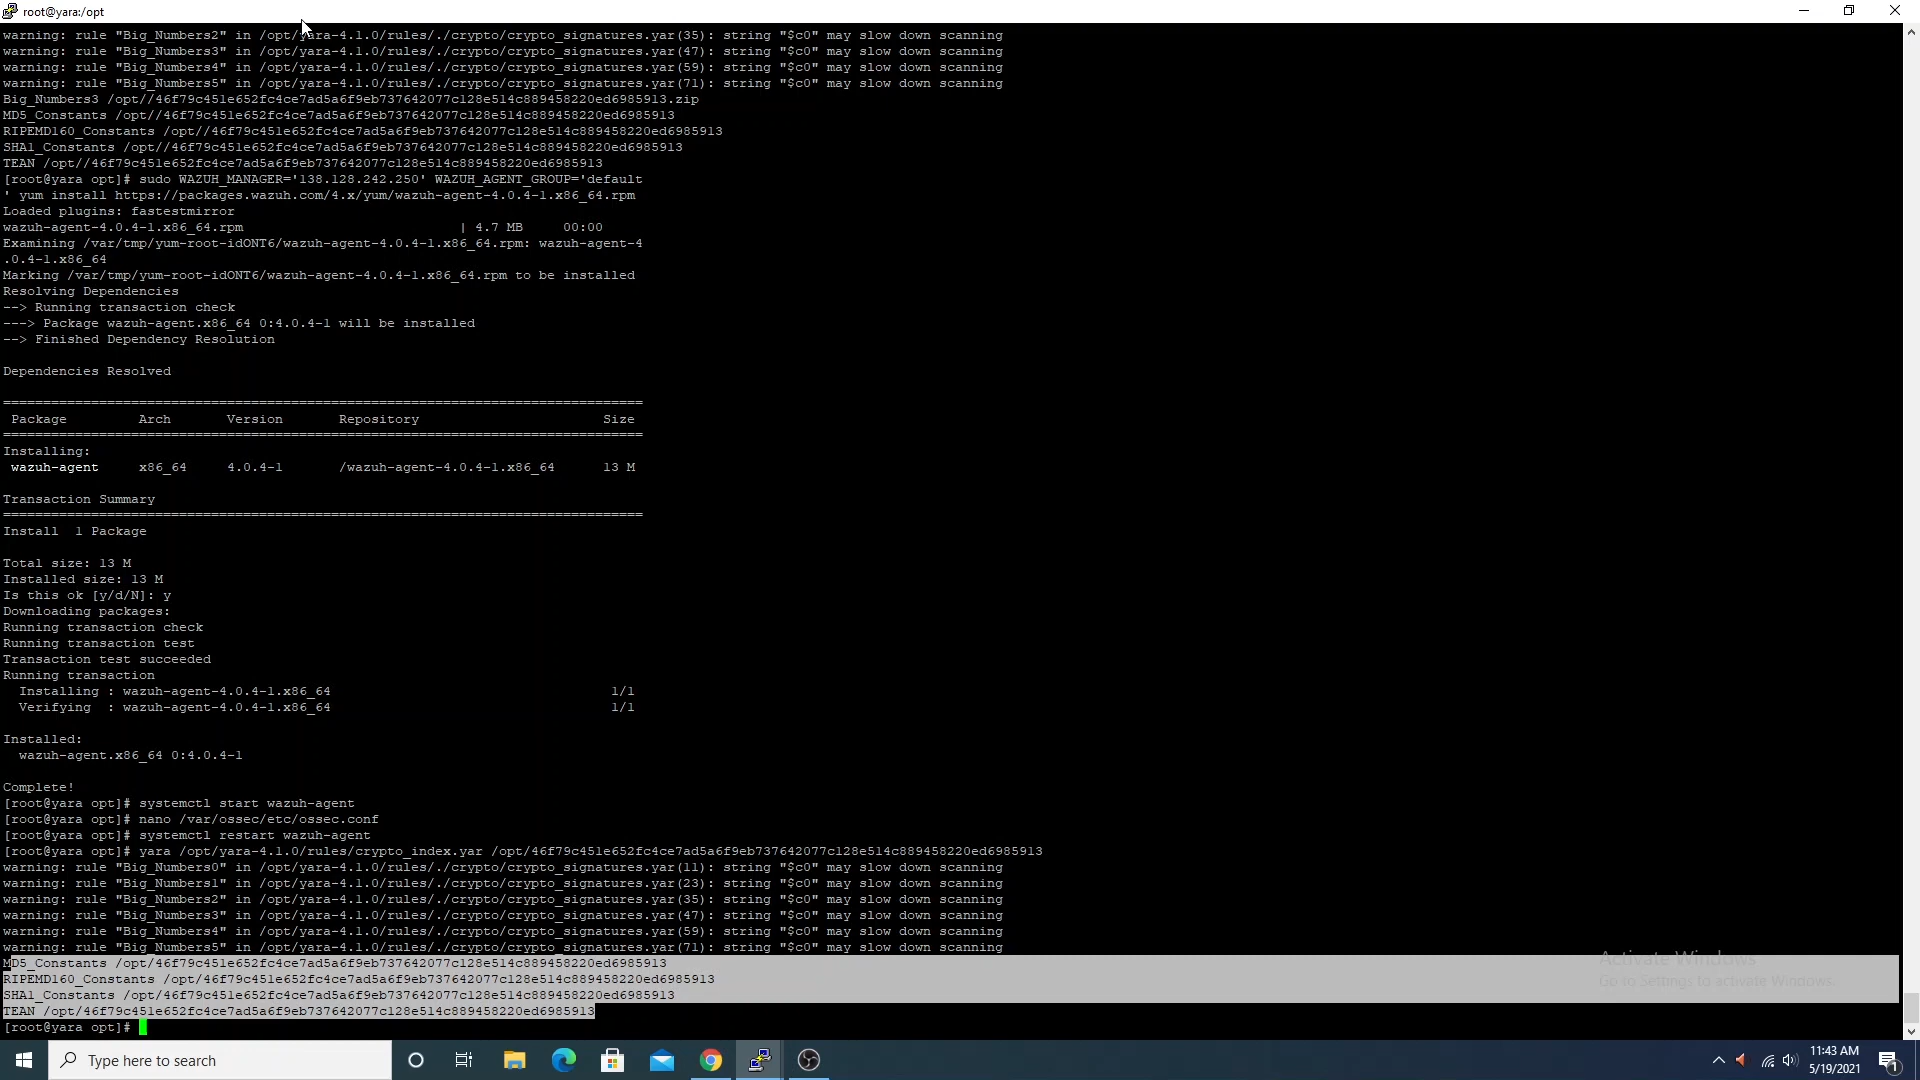 root@yara:/opt
warning: rule "Big_Numbers2" in /opt/yara-4.1.0/rules/./crypto/crypto_signatures.yar(35): string "$c0" may slow down scanning
warning: rule "Big_Numbers3" in /opt/yara-4.1.0/rules/./crypto/crypto_signatures.yar(47): string "$c0" may slow down scanning
warning: rule "Big_Numbers4" in /opt/yara-4.1.0/rules/./crypto/crypto_signatures.yar(59): string "$c0" may slow down scanning
warning: rule "Big_Numbers5" in /opt/yara-4.1.0/rules/./crypto/crypto_signatures.yar(71): string "$c0" may slow down scanning
Big_Numbers3 /opt//46f79c451e652fc4ce7ad5a6f9eb737642077c128e514c889458220ed6985913.zip
MD5_Constants /opt//46f79c451e652fc4ce7ad5a6f9eb737642077c128e514c889458220ed6985913
RIPEMD160_Constants /opt//46f79c451e652fc4ce7ad5a6f9eb737642077c128e514c889458220ed6985913
SHA1_Constants /opt//46f79c451e652fc4ce7ad5a6f9eb737642077c128e514c889458220ed6985913
TEAN /opt//46f79c451e652fc4ce7ad5a6f9eb737642077c128e514c889458220ed6985913
[root@yara opt]# sudo WAZUH_MANAGER='138.128.242.250' WAZUH_AGENT_GROUP='default
' yum install https://packages.wazuh.com/4.x/yum/wazuh-agent-4.0.4-1.x86_64.rpm
Loaded plugins: fastestmirror
wazuh-agent-4.0.4-1.x86_64.rpm | 4.7 MB 00:00
Examining /var/tmp/yum-root-idONT6/wazuh-agent-4.0.4-1.x86_64.rpm: wazuh-agent-4
.0.4-1.x86_64
Marking /var/tmp/yum-root-idONT6/wazuh-agent-4.0.4-1.x86_64.rpm to be installed
Resolving Dependencies
--> Running transaction check
---> Package wazuh-agent.x86_64 0:4.0.4-1 will be installed
--> Finished Dependency Resolution
Dependencies Resolved
================================================================================
Package Arch Version Repository Size
================================================================================
Installing:
wazuh-agent x86_64 4.0.4-1 /wazuh-agent-4.0.4-1.x86_64 13 M
Transaction Summary
================================================================================
Install 1 Package
Total size: 13 M
Installed size: 13 M
Is this ok [y/d/N]: y
Downloading packages:
Running transaction check
Running transaction test
Transaction test succeeded
Running transaction
Installing : wazuh-agent-4.0.4-1.x86_64 1/1
Verifying : wazuh-agent-4.0.4-1.x86_64 1/1
Installed:
wazuh-agent.x86_64 0:4.0.4-1
Complete!
[root@yara opt]# systemctl start wazuh-agent
[root@yara opt]# nano /var/ossec/etc/ossec.conf
[root@yara opt]# systemctl restart wazuh-agent
[root@yara opt]# yara /opt/yara-4.1.0/rules/crypto_index.yar /opt/46f79c451e652fc4ce7ad5a6f9eb737642077c128e514c889458220ed6985913
warning: rule "Big_Numbers0" in /opt/yara-4.1.0/rules/./crypto/crypto_signatures.yar(11): string "$c0" may slow down scanning
warning: rule "Big_Numbers1" in /opt/yara-4.1.0/rules/./crypto/crypto_signatures.yar(23): string "$c0" may slow down scanning
warning: rule "Big_Numbers2" in /opt/yara-4.1.0/rules/./crypto/crypto_signatures.yar(35): string "$c0" may slow down scanning
warning: rule "Big_Numbers3" in /opt/yara-4.1.0/rules/./crypto/crypto_signatures.yar(47): string "$c0" may slow down scanning
warning: rule "Big_Numbers4" in /opt/yara-4.1.0/rules/./crypto/crypto_signatures.yar(59): string "$c0" may slow down scanning
warning: rule "Big_Numbers5" in /opt/yara-4.1.0/rules/./crypto/crypto_signatures.yar(71): string "$c0" may slow down scanning
MD5_Constants /opt/46f79c451e652fc4ce7ad5a6f9eb737642077c128e514c889458220ed6985913
RIPEMD160_Constants /opt/46f79c451e652fc4ce7ad5a6f9eb737642077c128e514c889458220ed6985913
SHA1_Constants /opt/46f79c451e652fc4ce7ad5a6f9eb737642077c128e514c889458220ed6985913
TEAN /opt/46f79c451e652fc4ce7ad5a6f9eb737642077c128e514c889458220ed6985913
[root@yara opt]#
Activate Windows
Go to Settings to activate Windows.
Type here to search
11:43 AM
5/19/2021
1